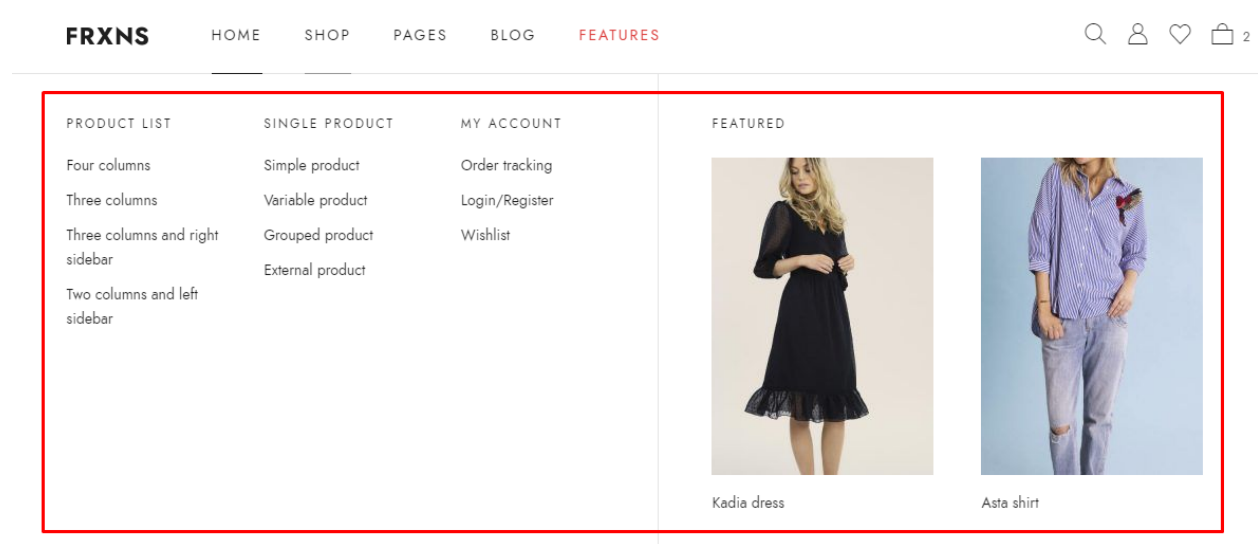 FRXNS
HOME
SHOP
PAGES
BLOG
FEATURES
2
PRODUCT LIST
Four columns
Three columns
Three columns and right
sidebar
Two columns and left
sidebar
SINGLE PRODUCT
Simple product
Variable product
Grouped product
External product
MY ACCOUNT
Order tracking
Login/Register
Wishlist
FEATURED
Kadia dress
Asta shirt